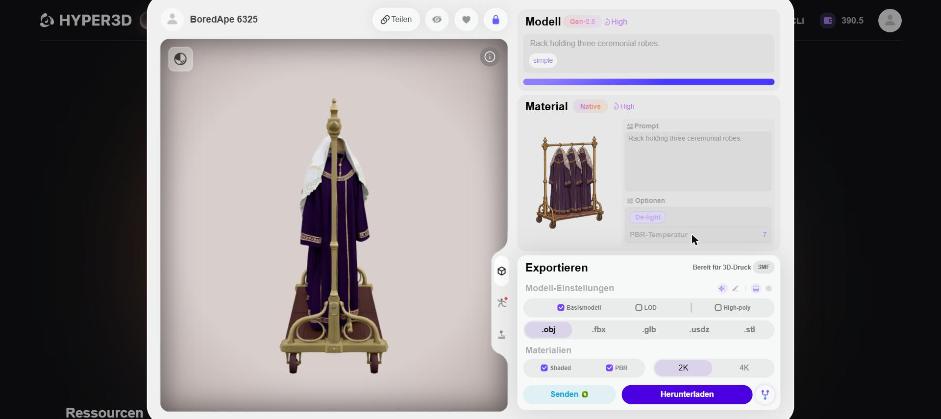 HYPER3D
BoredApe 6325
Teilen
CLI
390.5
Modell Gen-2.5 High
Rack holding three ceremonial robes.
simple
Material Native High
Prompt
Rack holding three ceremonial robes.
Optionen
De-light
PBR-Temperatur 7
Exportieren
Bereit für 3D-Druck 3MF
Modell-Einstellungen
Basismodell LOD High-poly
.obj .fbx .glb .usdz .stl
Materialien
Shaded PBR 2K 4K
Senden Herunterladen
Ressourcen